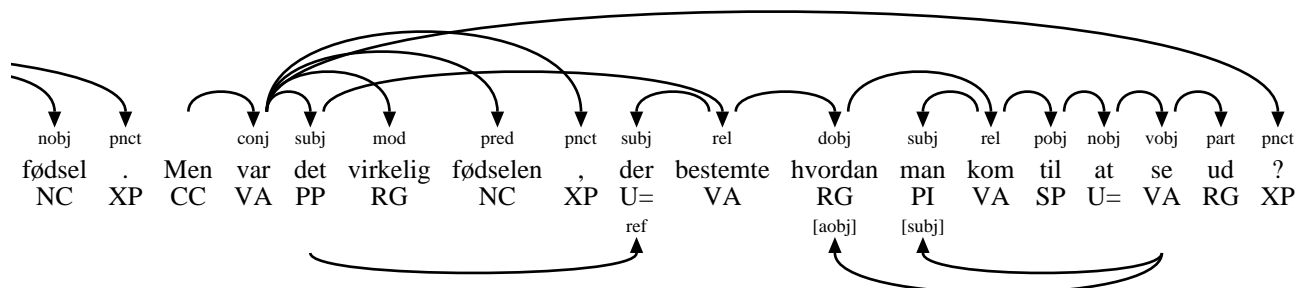 nobj pnct conj subj mod pred pnct subj rel dobj subj rel pobj nobj vobj part pnct
fødsel . Men var det virkelig fødselen , der bestemte hvordan man kom til at se ud ?
NC XP CC VA PP RG NC XP U= VA RG PI VA SP U= VA RG XP
ref [aobj] [subj]